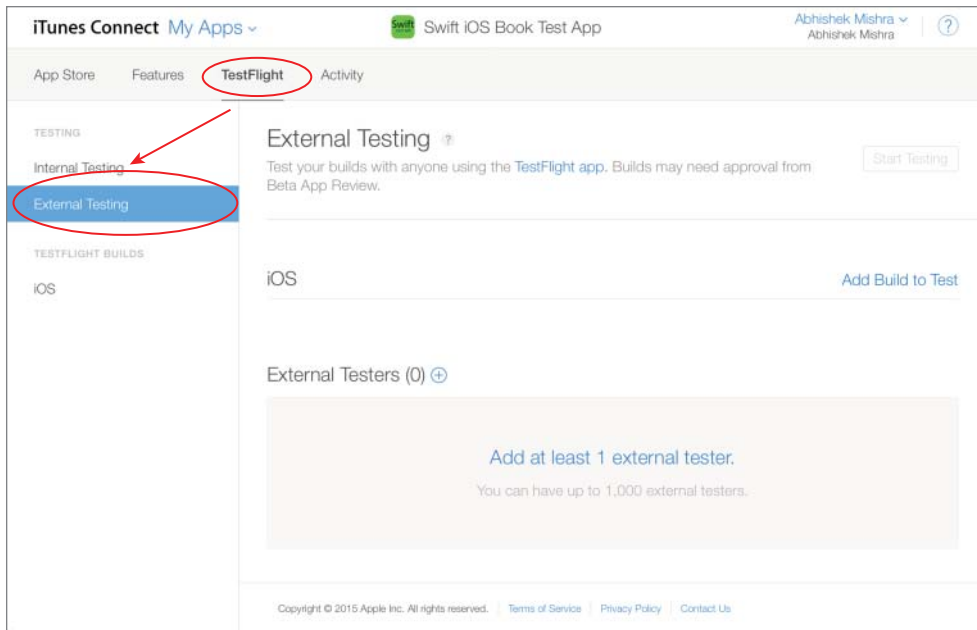 iTunes Connect My Apps
Swift
Swift iOS Book Test App
Abhishek Mishra
Abhishek Mishra
?
App Store Features TestFlight Activity
TESTING
Internal Testing
External Testing
TESTFLIGHT BUILDS
iOS
External Testing ?
Test your builds with anyone using the TestFlight app. Builds may need approval from
Beta App Review.
Start Testing
iOS
Add Build to Test
External Testers (0)
Add at least 1 external tester.
You can have up to 1,000 external testers.
Copyright © 2015 Apple Inc. All rights reserved. Terms of Service Privacy Policy Contact Us